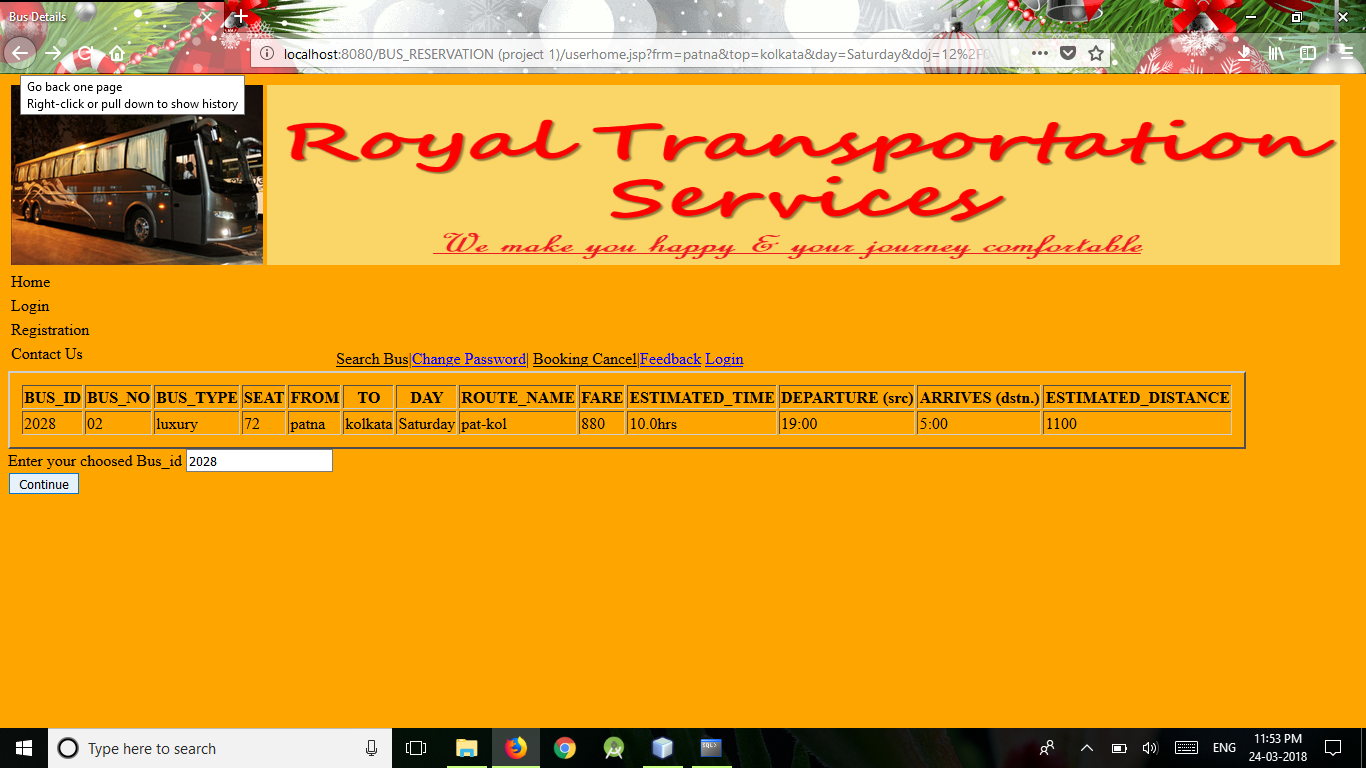 Bus Details
localhost:8080/BUS_RESERVATION (project 1)/userhome.jsp?frm=patna&top=kolkata&day=Saturday&doj=12%2F
Go back one page
Right-click or pull down to show history
Royal Transportation
Services
We make you happy & your journey comfortable
Home
Login
Registration
Contact Us
Search Bus|Change Password| Booking Cancel|Feedback Login
BUS_ID BUS_NO BUS_TYPE SEAT FROM TO DAY ROUTE_NAME FARE ESTIMATED_TIME DEPARTURE (src) ARRIVES (dstn.) ESTIMATED_DISTANCE
2028 02 luxury 72 patna kolkata Saturday pat-kol 880 10.0hrs 19:00 5:00 1100
Enter your choosed Bus_id 2028
Continue
Type here to search
SQL>
ENG
11:53 PM
24-03-2018